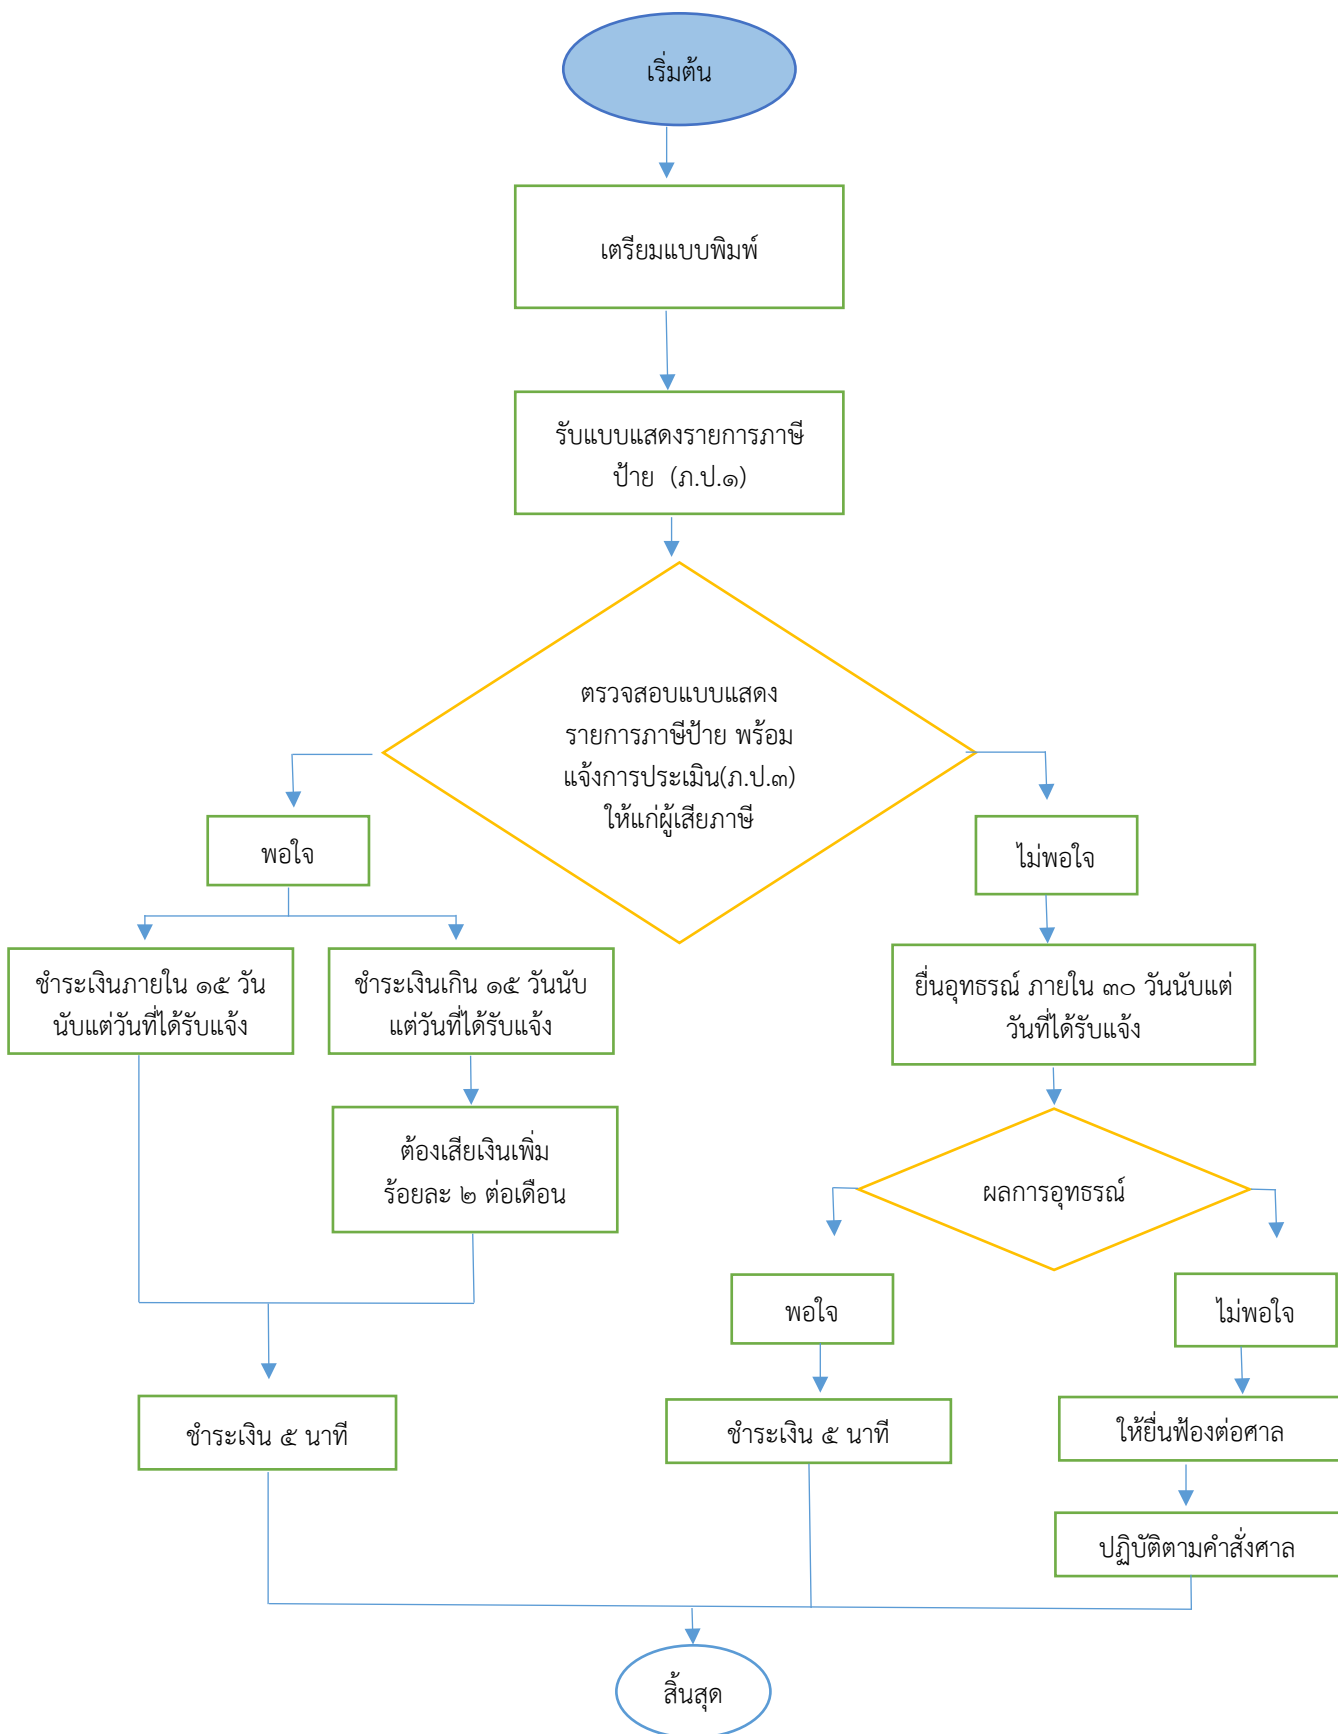 เริ่มต้น
เตรียมแบบพิมพ์
รับแบบแสดงรายการภาษี
ป้าย (ภ.ป.๑)
ตรวจสอบแบบแสดง
รายการภาษีป้าย พร้อม
แจ้งการประเมิน(ภ.ป.๓)
ให้แก่ผู้เสียภาษี
พอใจ
ไม่พอใจ
ชำระเงินภายใน ๑๕ วัน
นับแต่วันที่ได้รับแจ้ง
ชำระเงินเกิน ๑๕ วันนับ
แต่วันที่ได้รับแจ้ง
ยื่นอุทธรณ์ ภายใน ๓๐ วันนับแต่
วันที่ได้รับแจ้ง
ต้องเสียเงินเพิ่ม
ร้อยละ ๒ ต่อเดือน
ผลการอุทธรณ์
พอใจ
ไม่พอใจ
ชำระเงิน ๕ นาที
ชำระเงิน ๕ นาที
ให้ยื่นฟ้องต่อศาล
ปฏิบัติตามคำสั่งศาล
สิ้นสุด